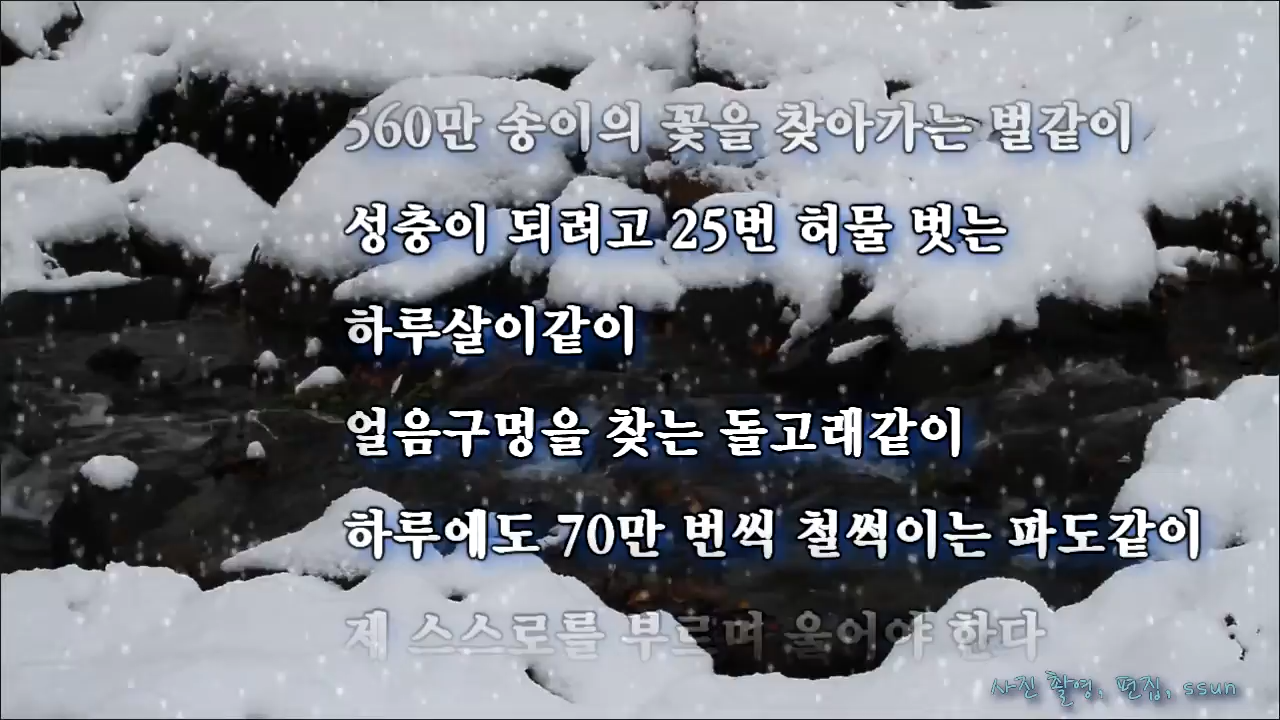 560만 송이의 꽃을 찾아가는 벌같이
성충이 되려고 25번 허물 벗는
하루살이같이
얼음구멍을 찾는 돌고래같이
하루에도 70만 번씩 철썩이는 파도같이
제 스스로를 부르며 울어야 한다
사진 촬영, 편집, ssun